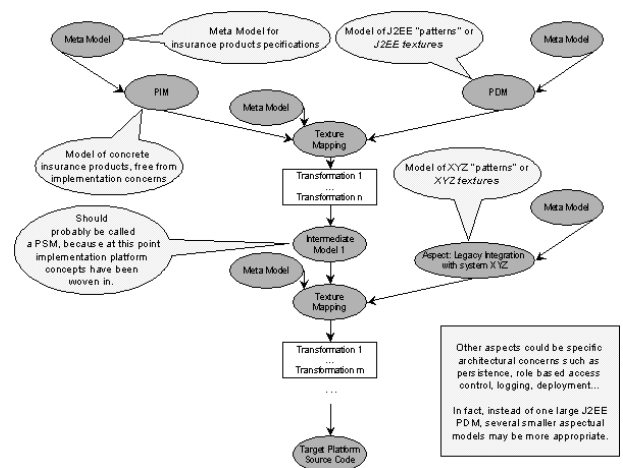 Meta Model
Meta Model for
insurance products pecifications
Model of J2EE "patterns" or
J2EE textures
Meta Model
PIM
Meta Model
PDM
Texture
Mapping
Model of concrete
insurance products, free from
implementation concerns
Transformation 1
...
Transformation n
Model of XYZ "patterns" or
XYZ textures
Meta Model
Should
probably be called
a PSM, because at this point
implementation platform
concepts have been
woven in.
Intermediate
Model 1
Aspect: Legacy Integration
with system XYZ
Meta Model
Texture
Mapping
Transformation 1
...
Transformation m
...
Other aspects could be specific
architectural concerns such as
persistence, role based access
control, logging, deployment...
In fact, instead of one large J2EE
PDM, several smaller aspectual
models may be more appropriate.
Target Platform
Source Code